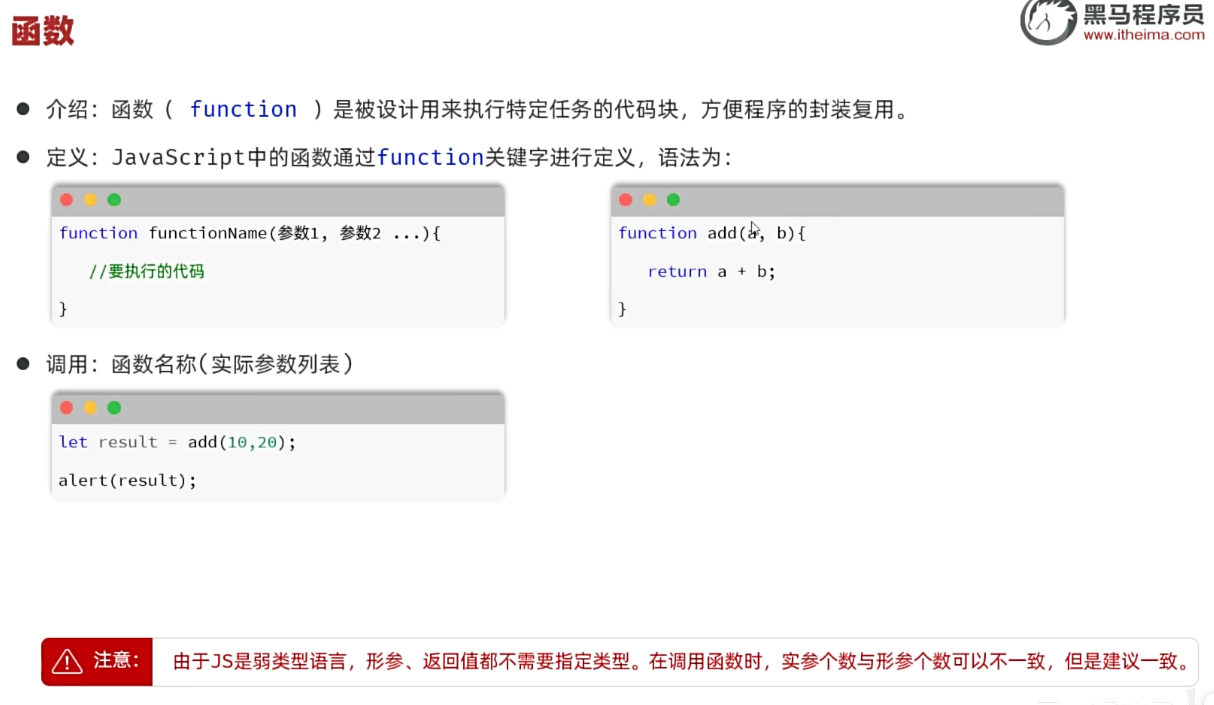 函数
黑马程序员
www.itheima.com
介绍：函数（ function ）是被设计用来执行特定任务的代码块，方便程序的封装复用。
定义：JavaScript中的函数通过function关键字进行定义，语法为：
function functionName(参数1, 参数2 ...){
//要执行的代码
}
function add(a, b){
return a + b;
}
调用：函数名称(实际参数列表)
let result = add(10,20);
alert(result);
注意：
由于JS是弱类型语言，形参、返回值都不需要指定类型。在调用函数时，实参个数与形参个数可以不一致，但是建议一致。